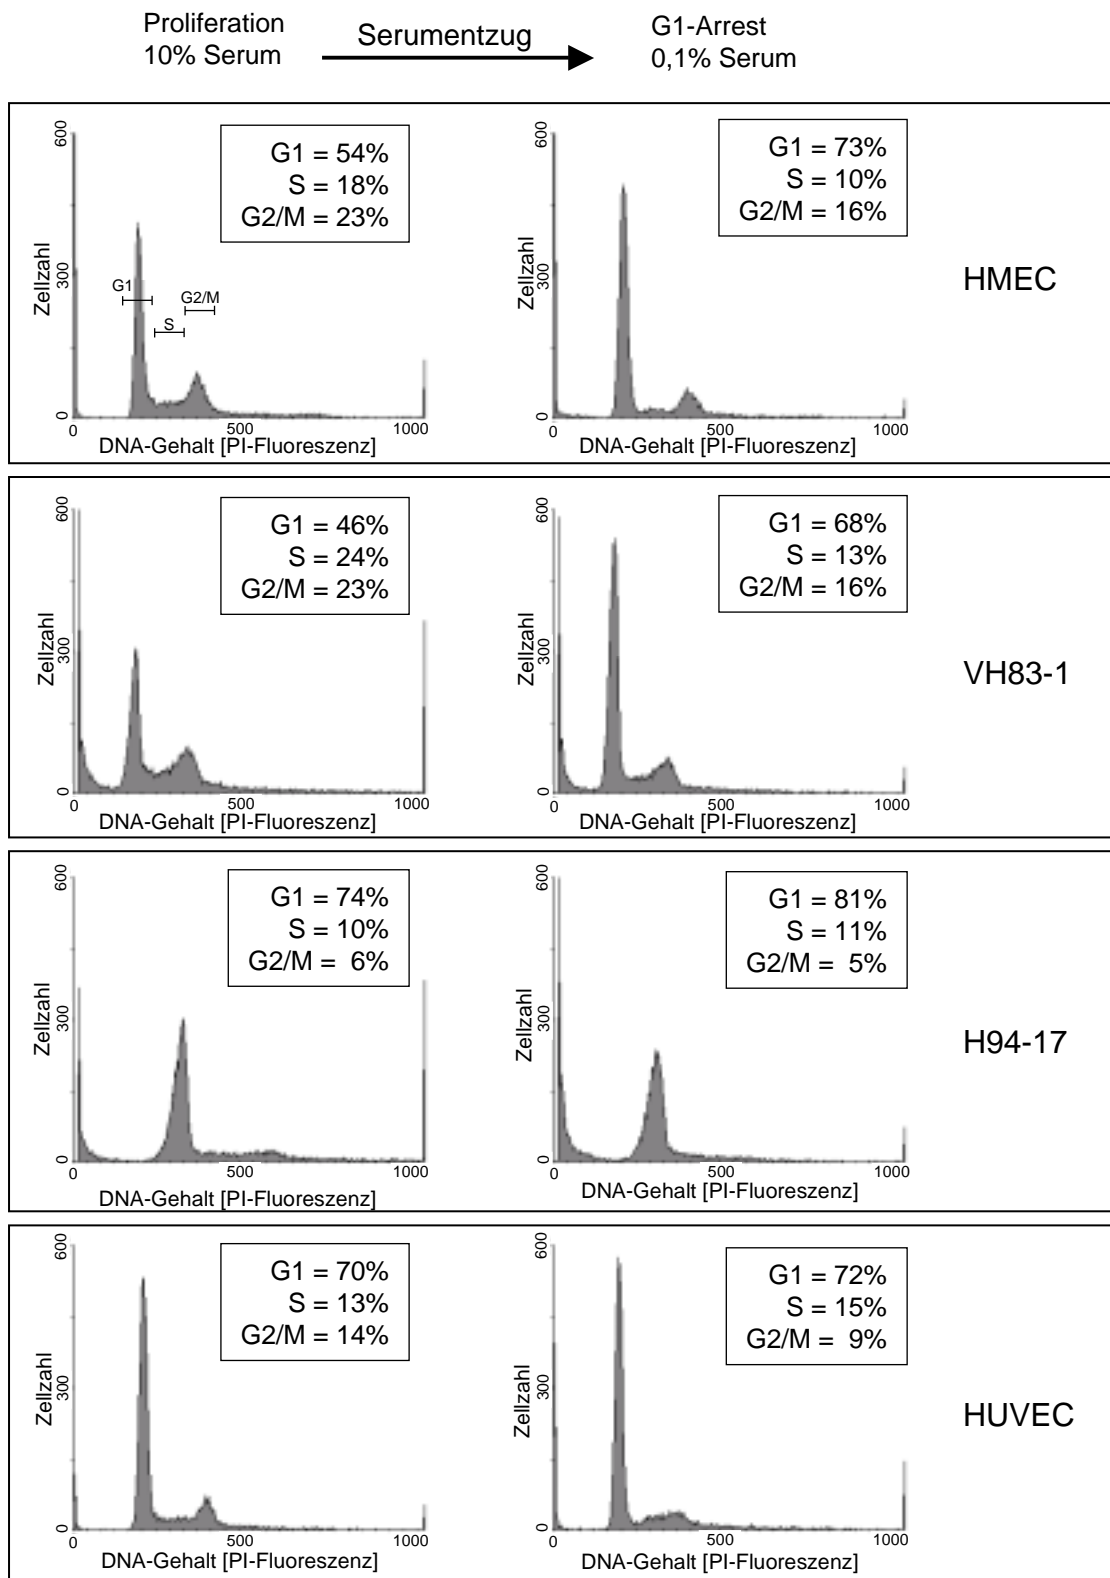 Proliferation
10% Serum
Serumentzug
G1-Arrest
0,1% Serum
600
300
0
Zellzahl
G1 = 54%
S = 18%
G2/M = 23%
G1
S
G2/M
0
500
1000
DNA-Gehalt [PI-Fluoreszenz]
600
300
0
Zellzahl
G1 = 73%
S = 10%
G2/M = 16%
0
500
1000
DNA-Gehalt [PI-Fluoreszenz]
HMEC
600
300
0
Zellzahl
G1 = 46%
S = 24%
G2/M = 23%
0
500
1000
DNA-Gehalt [PI-Fluoreszenz]
600
300
0
Zellzahl
G1 = 68%
S = 13%
G2/M = 16%
0
500
1000
DNA-Gehalt [PI-Fluoreszenz]
VH83-1
600
300
0
Zellzahl
G1 = 74%
S = 10%
G2/M = 6%
0
500
1000
DNA-Gehalt [PI-Fluoreszenz]
600
300
0
Zellzahl
G1 = 81%
S = 11%
G2/M = 5%
0
500
1000
DNA-Gehalt [PI-Fluoreszenz]
H94-17
600
300
0
Zellzahl
G1 = 70%
S = 13%
G2/M = 14%
0
500
1000
DNA-Gehalt [PI-Fluoreszenz]
600
300
0
Zellzahl
G1 = 72%
S = 15%
G2/M = 9%
0
500
1000
DNA-Gehalt [PI-Fluoreszenz]
HUVEC